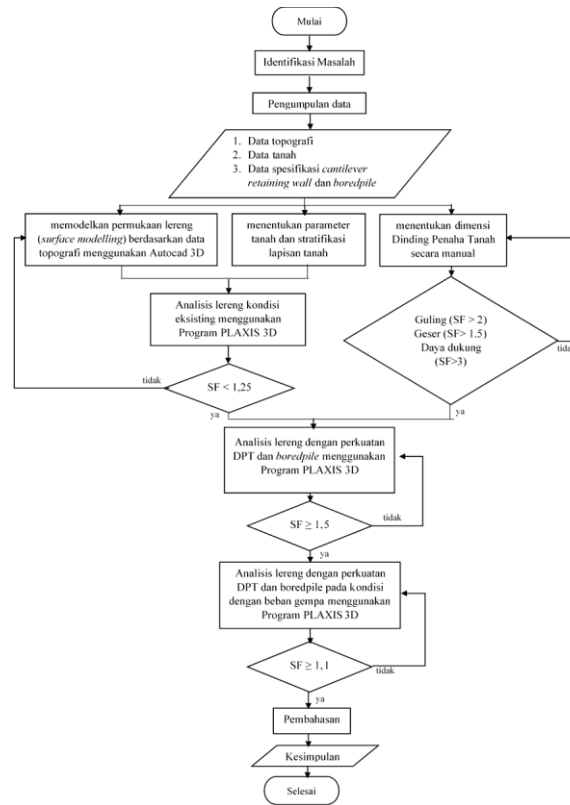 Mulai
Identifikasi Masalah
Pengumpulan data
1. Data topografi
2. Data tanah
3. Data spesifikasi cantilever
retaining wall dan boredpile
memodelkan permukaan lereng
(surface modelling) berdasarkan data
topografi menggunakan Autocad 3D
menentukan parameter
tanah dan stratifikasi
lapisan tanah
menentukan dimensi
Dinding Penaha Tanah
secara manual
Analisis lereng kondisi
eksisting menggunakan
Program PLAXIS 3D
Guling (SF > 2)
Geser (SF> 1.5)
Daya dukung
(SF>3)
tidak
tidak
SF < 1,25
ya
ya
Analisis lereng dengan perkuatan
DPT dan boredpile menggunakan
Program PLAXIS 3D
SF ≥ 1,5
tidak
ya
Analisis lereng dengan perkuatan
DPT dan boredpile pada kondisi
dengan beban gempa menggunakan
Program PLAXIS 3D
SF ≥ 1,1
tidak
ya
Pembahasan
Kesimpulan
Selesai